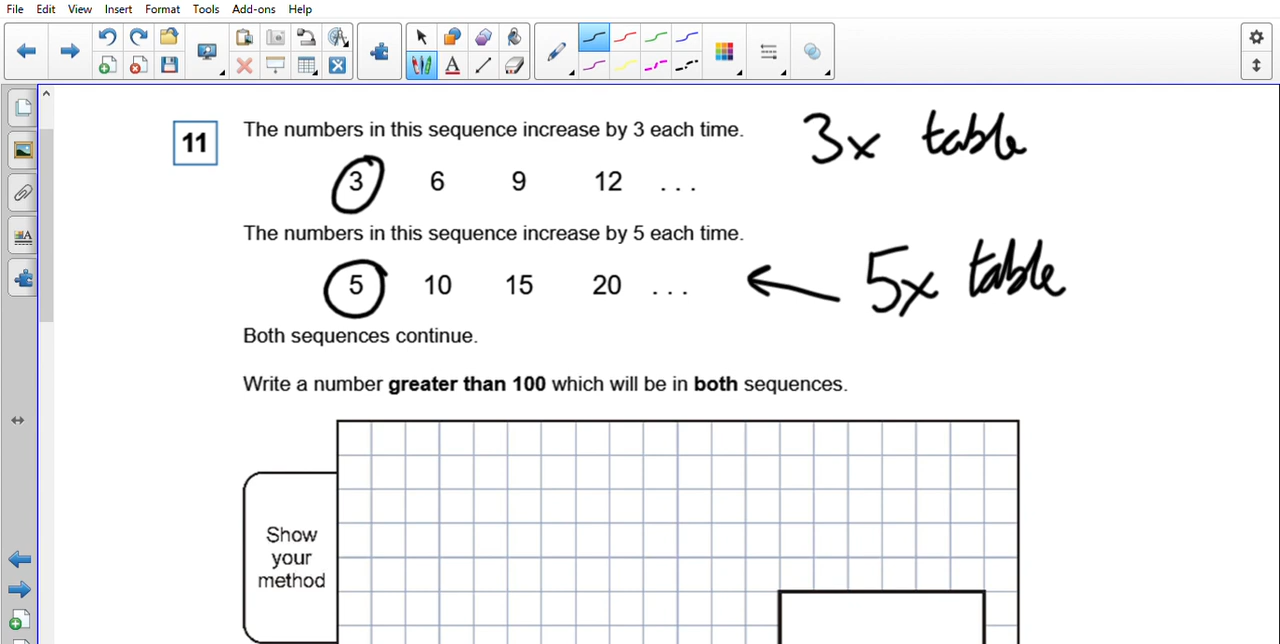 File Edit View Insert Format Tools Add-ons Help
11 The numbers in this sequence increase by 3 each time. 3x table
3 6 9 12 ...
The numbers in this sequence increase by 5 each time.
5 10 15 20 ... 5x table
Both sequences continue.
Write a number greater than 100 which will be in both sequences.
Show
your
method